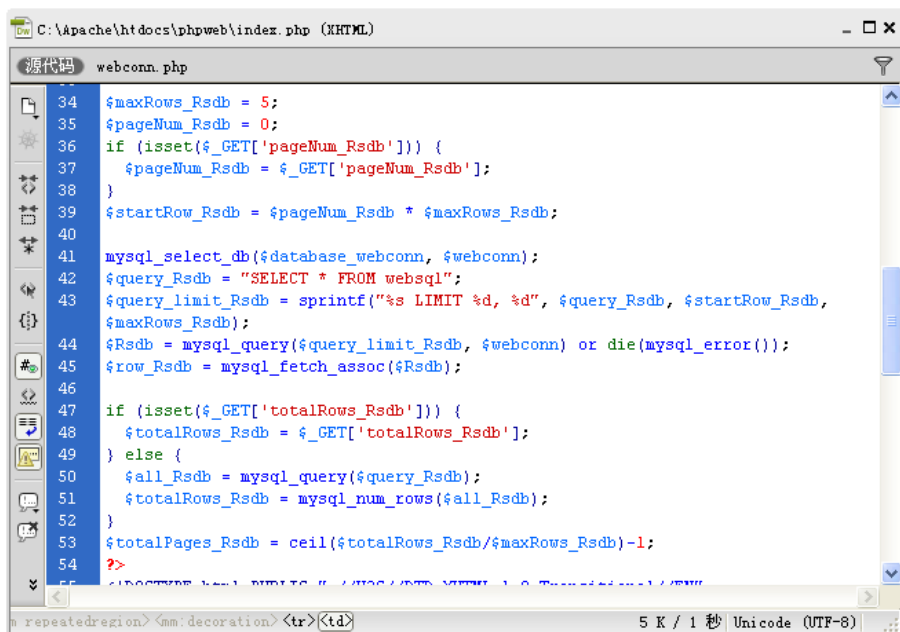 C:\Apache\htdocs\phpweb\index.php (XHTML)
源代码 webconn.php
34 $maxRows_Rsdb = 5;
35 $pageNum_Rsdb = 0;
36 if (isset($_GET['pageNum_Rsdb'])) {
37 $pageNum_Rsdb = $_GET['pageNum_Rsdb'];
38 }
39 $startRow_Rsdb = $pageNum_Rsdb * $maxRows_Rsdb;
40
41 mysql_select_db($database_webconn, $webconn);
42 $query_Rsdb = "SELECT * FROM websql";
43 $query_limit_Rsdb = sprintf("%s LIMIT %d, %d", $query_Rsdb, $startRow_Rsdb,
$maxRows_Rsdb);
44 $Rsdb = mysql_query($query_limit_Rsdb, $webconn) or die(mysql_error());
45 $row_Rsdb = mysql_fetch_assoc($Rsdb);
46
47 if (isset($_GET['totalRows_Rsdb'])) {
48 $totalRows_Rsdb = $_GET['totalRows_Rsdb'];
49 } else {
50 $all_Rsdb = mysql_query($query_Rsdb);
51 $totalRows_Rsdb = mysql_num_rows($all_Rsdb);
52 }
53 $totalPages_Rsdb = ceil($totalRows_Rsdb/$maxRows_Rsdb)-1;
54 ?>
repeatedregion> <mm:decoration> <tr> <td> 5 K / 1 秒 Unicode (UTF-8)